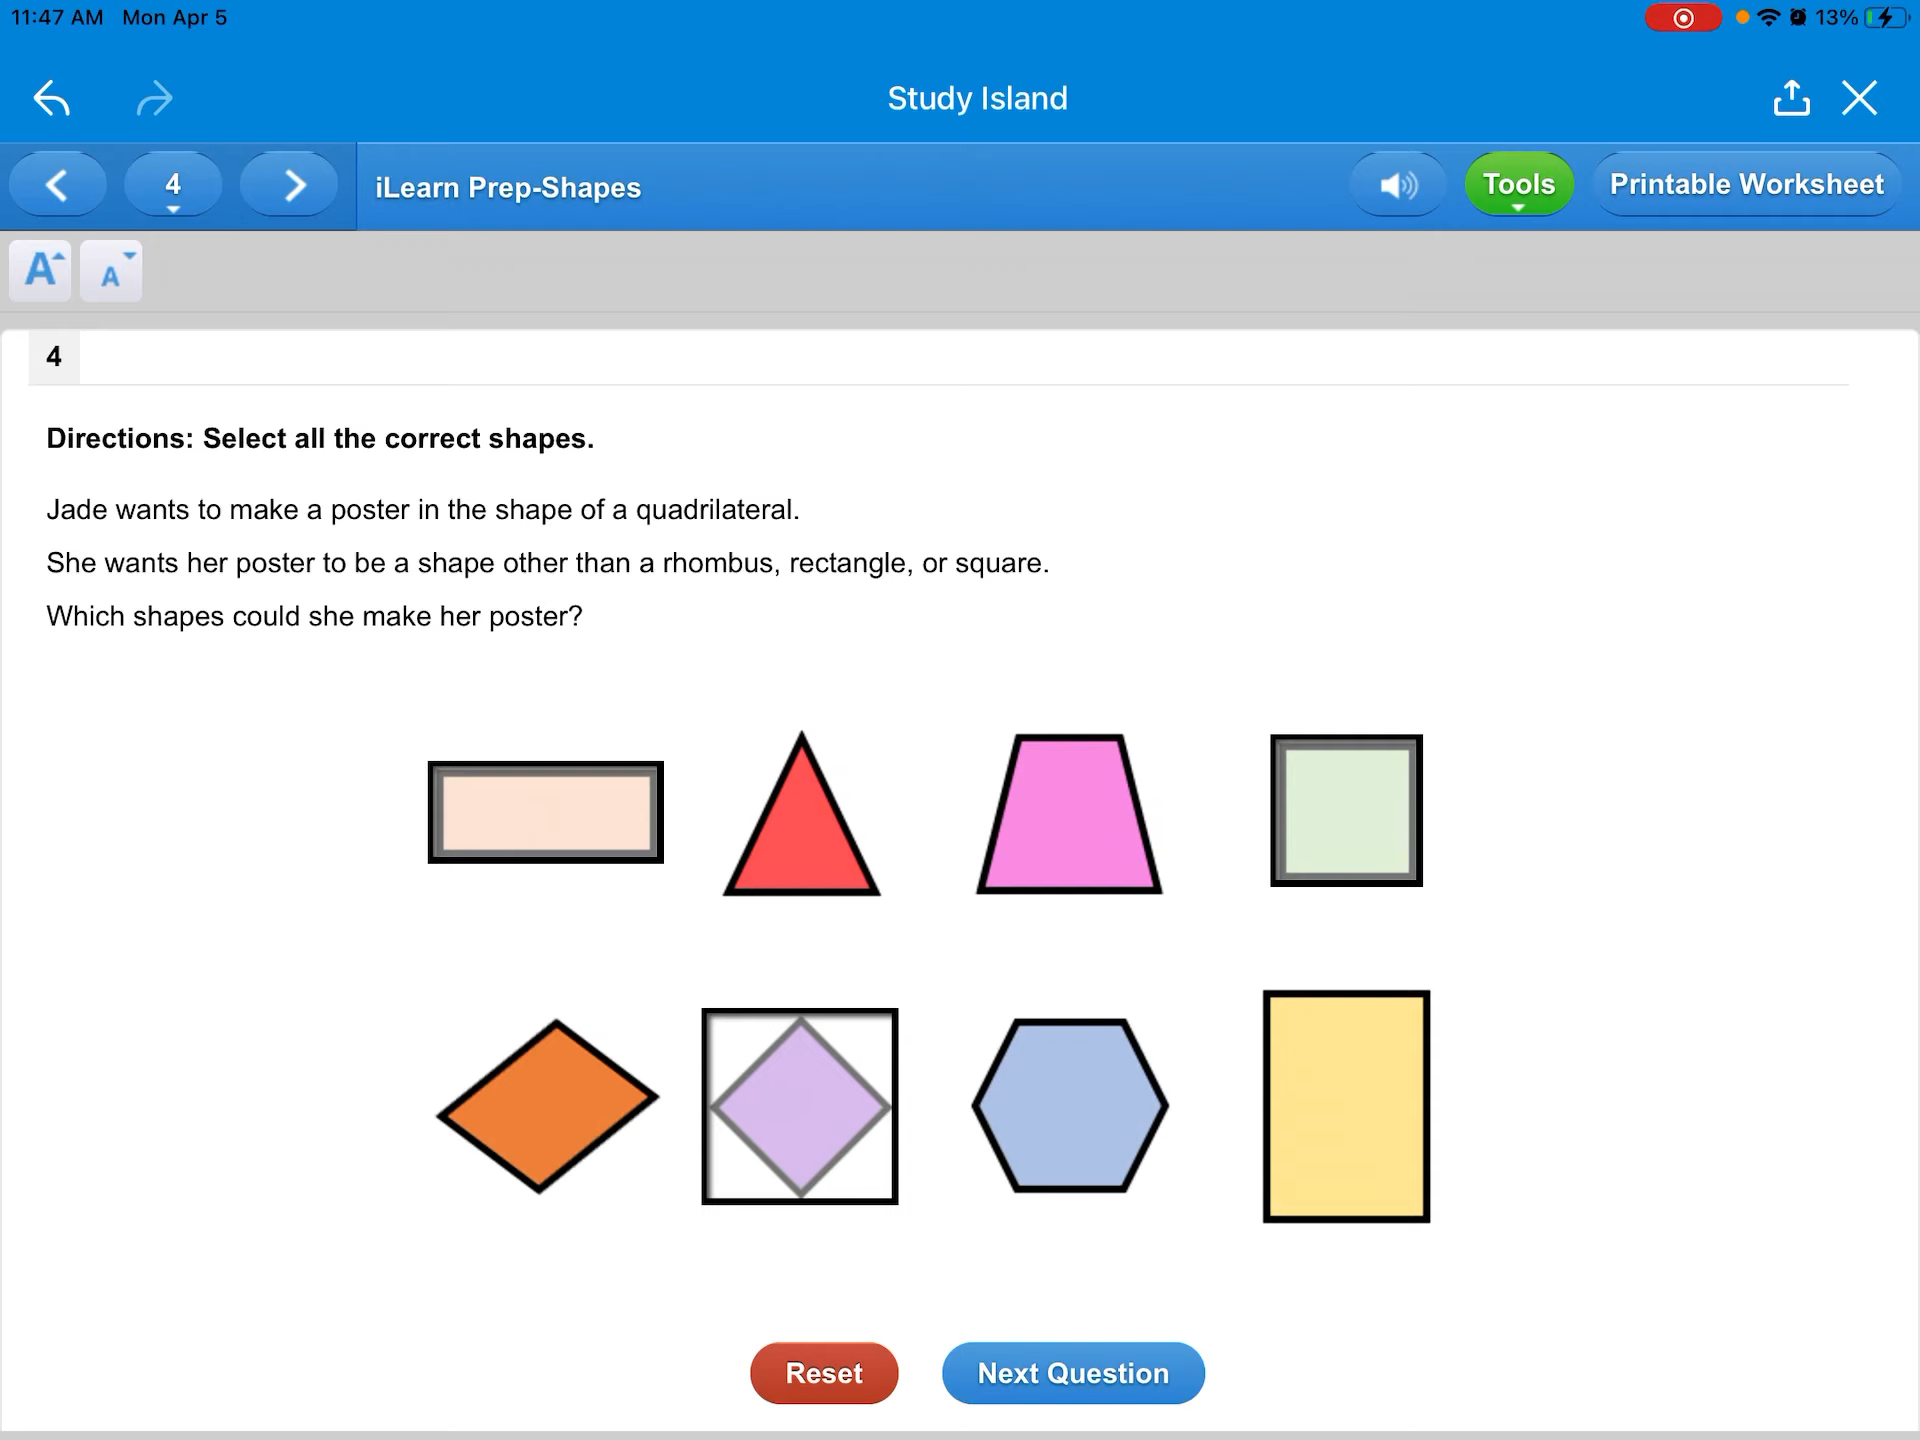 11:47 AM Mon Apr 5 13%
Study Island
4 iLearn Prep-Shapes Tools Printable Worksheet
A A
4
Directions: Select all the correct shapes.
Jade wants to make a poster in the shape of a quadrilateral.
She wants her poster to be a shape other than a rhombus, rectangle, or square.
Which shapes could she make her poster?
Reset Next Question